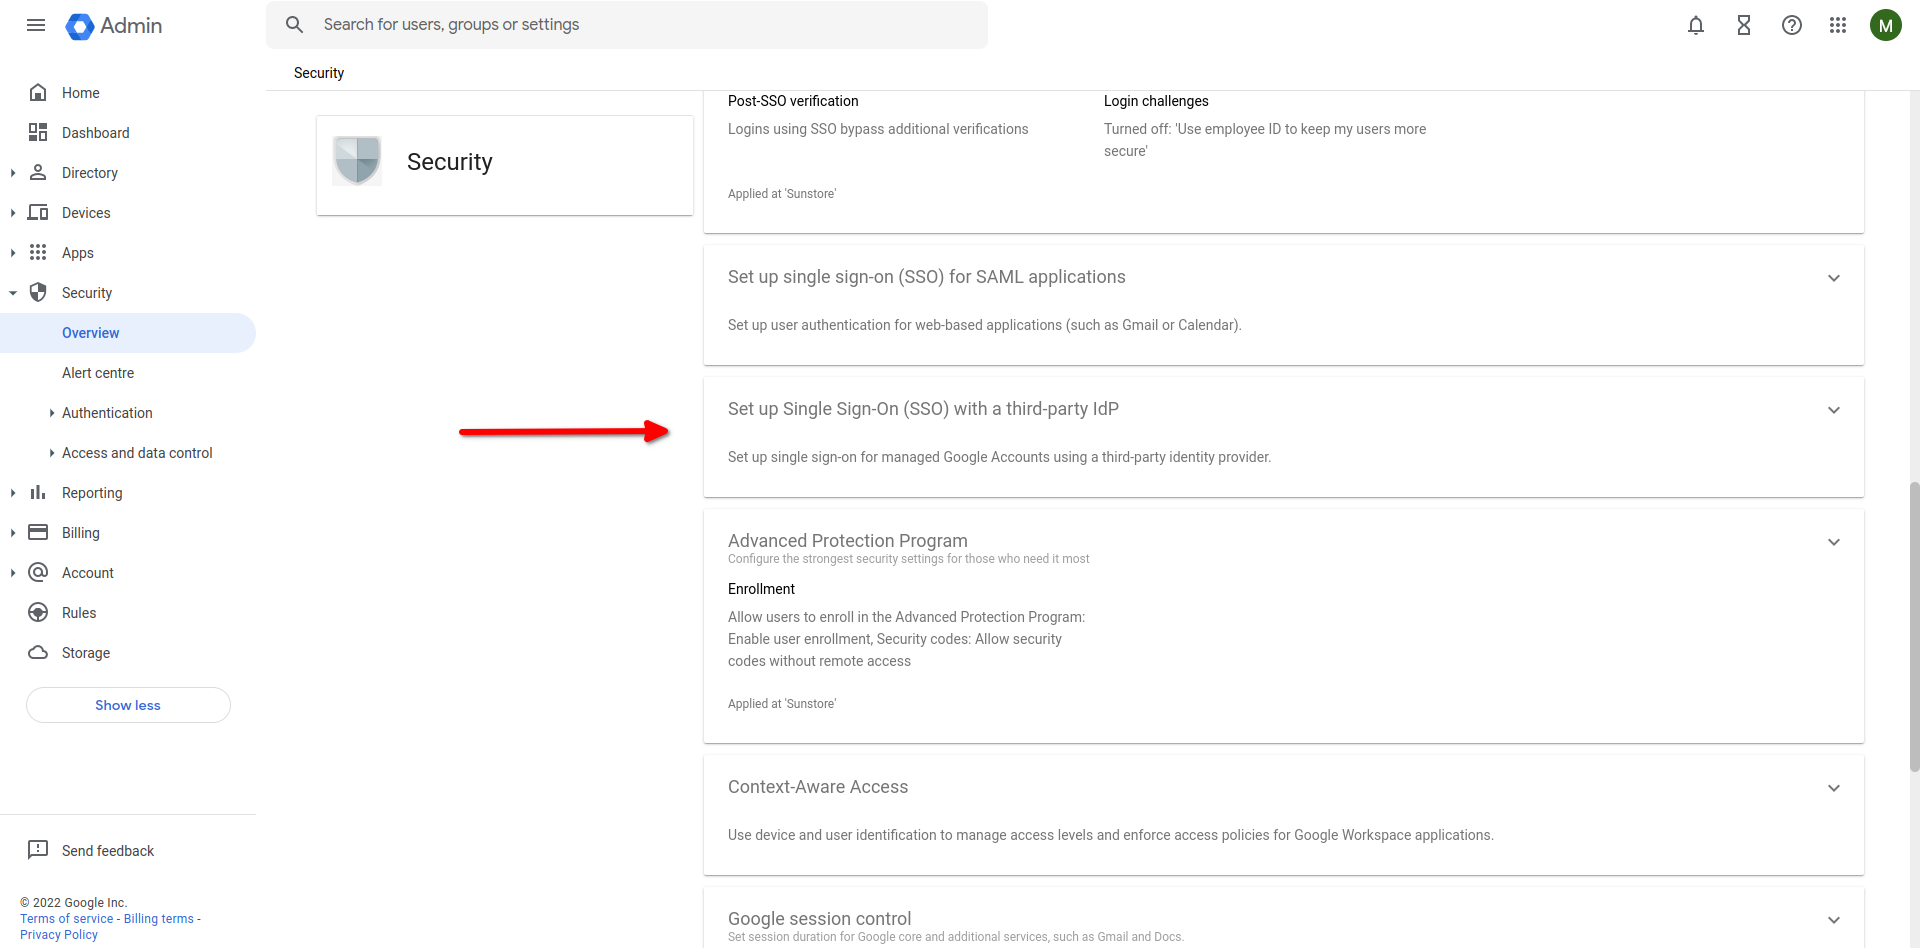 Admin
Search for users, groups or settings
M
Home
Dashboard
Directory
Devices
Apps
Security
Overview
Alert centre
Authentication
Access and data control
Reporting
Billing
Account
Rules
Storage
Show less
Send feedback
© 2022 Google Inc.
Terms of service - Billing terms -
Privacy Policy
Security
Security
Post-SSO verification
Logins using SSO bypass additional verifications
Login challenges
Turned off: 'Use employee ID to keep my users more
secure'
Applied at 'Sunstore'
Set up single sign-on (SSO) for SAML applications
Set up user authentication for web-based applications (such as Gmail or Calendar).
Set up Single Sign-On (SSO) with a third-party IdP
Set up single sign-on for managed Google Accounts using a third-party identity provider.
Advanced Protection Program
Configure the strongest security settings for those who need it most
Enrollment
Allow users to enroll in the Advanced Protection Program:
Enable user enrollment, Security codes: Allow security
codes without remote access
Applied at 'Sunstore'
Context-Aware Access
Use device and user identification to manage access levels and enforce access policies for Google Workspace applications.
Google session control
Set session duration for Google core and additional services, such as Gmail and Docs.